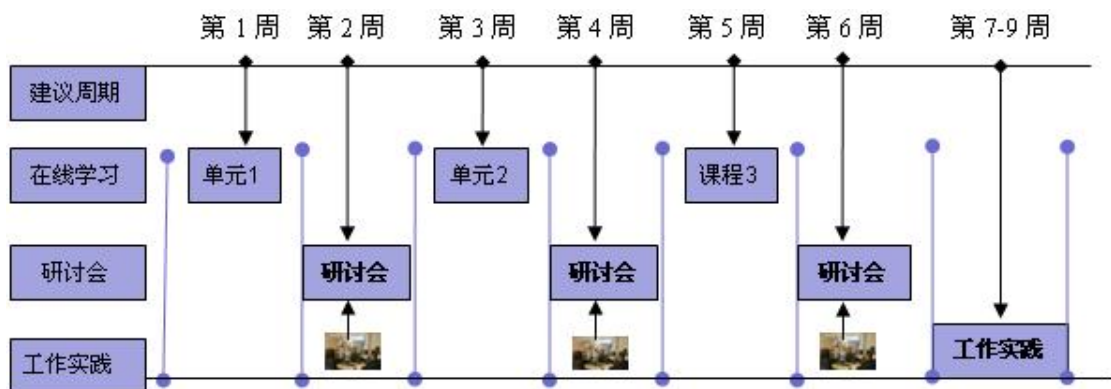 第 1 周 第 2 周 第 3 周 第 4 周 第 5 周 第 6 周 第 7-9 周
建议周期
在线学习 单元1 单元2 课程3
研讨会 研讨会 研讨会 研讨会
工作实践 工作实践